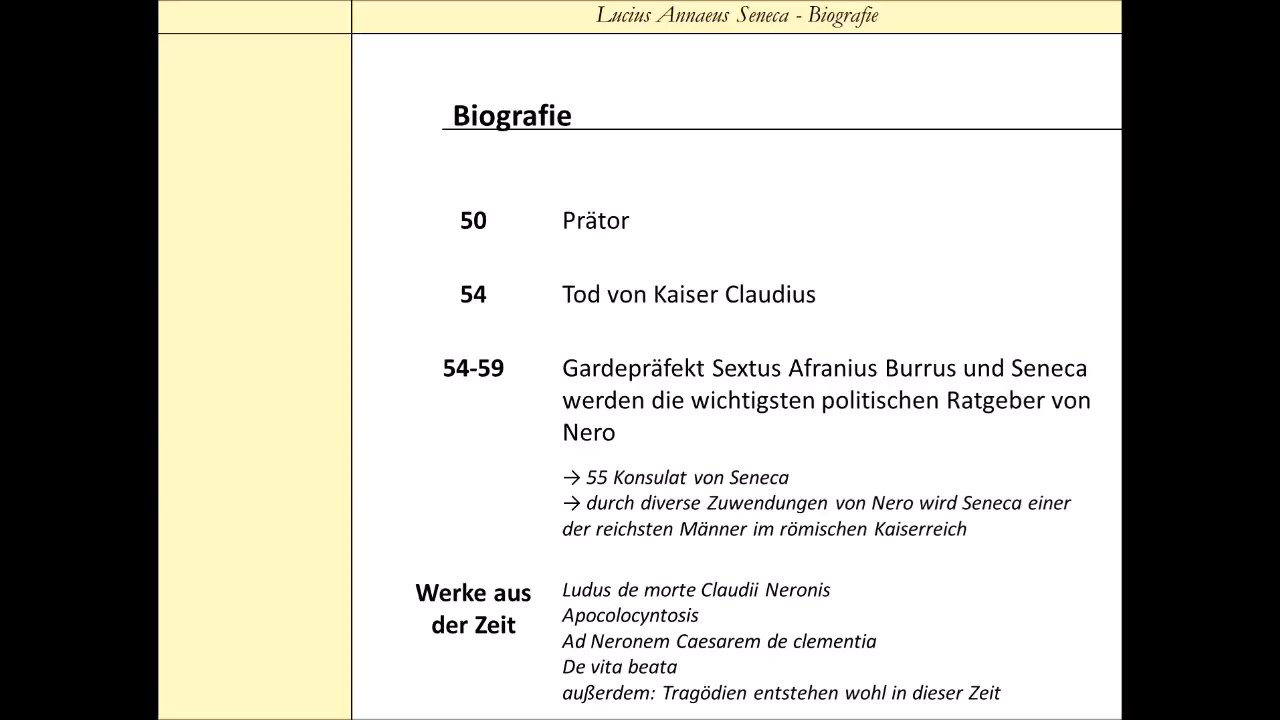 Lucius Annaeus Seneca - Biografie
Biografie
50 Prätor
54 Tod von Kaiser Claudius
54-59 Gardepräfekt Sextus Afranius Burrus und Seneca
werden die wichtigsten politischen Ratgeber von
Nero
→ 55 Konsulat von Seneca
→ durch diverse Zuwendungen von Nero wird Seneca einer
der reichsten Männer im römischen Kaiserreich
Werke aus
der Zeit
Ludus de morte Claudii Neronis
Apocolocyntosis
Ad Neronem Caesarem de clementia
De vita beata
außerdem: Tragödien entstehen wohl in dieser Zeit